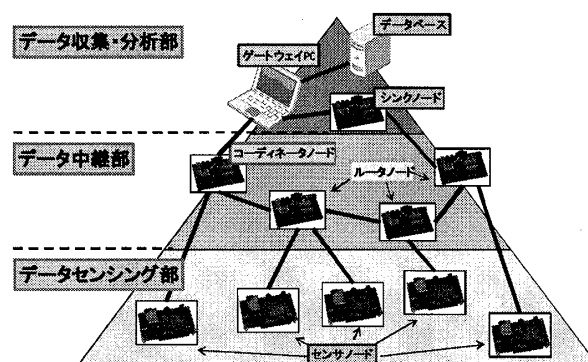 データ収集・分析部
データベース
ゲートウェイPC
シンクノード
データ中継部
コーディネータノード
ルータノード
データセンシング部
センサノード